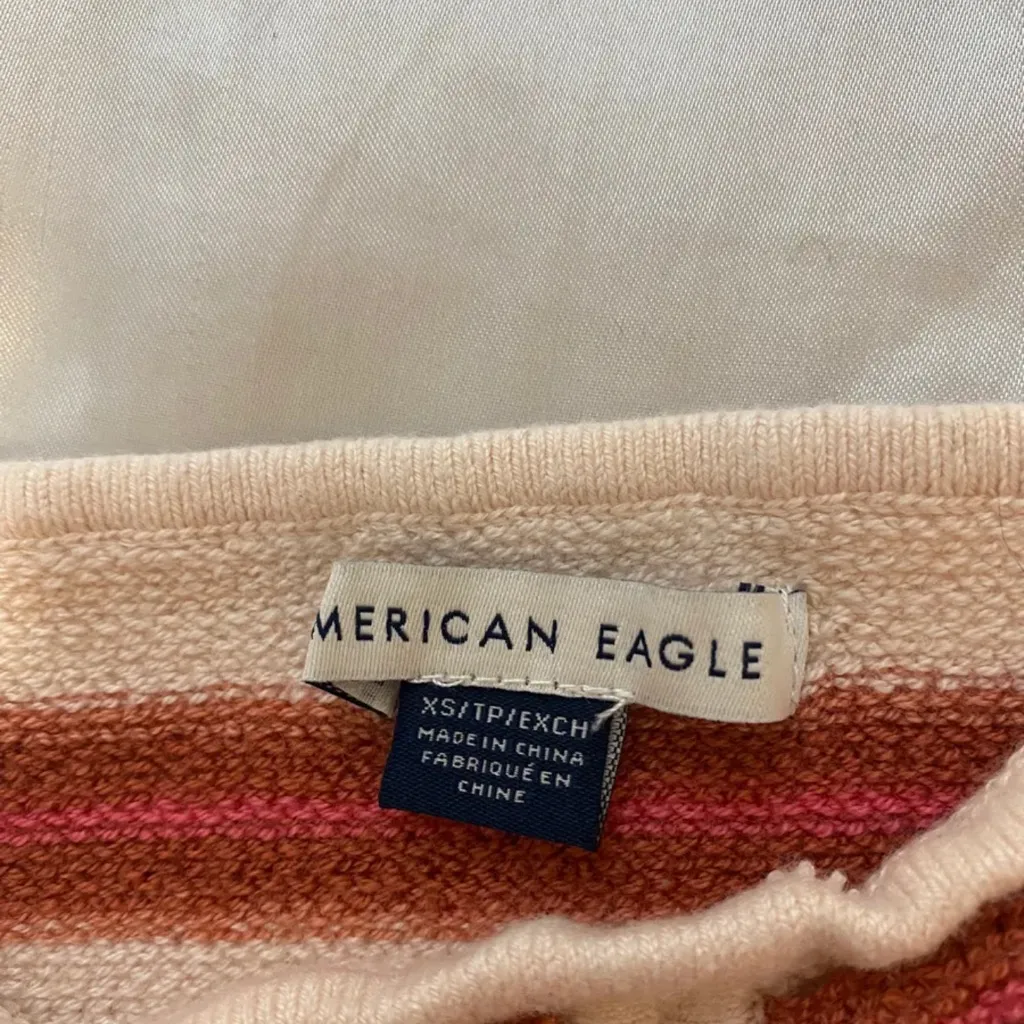 MERICAN EAGLE
XS/TP/EXCH
MADE IN CHINA
FABRIQUÉ EN
CHINE